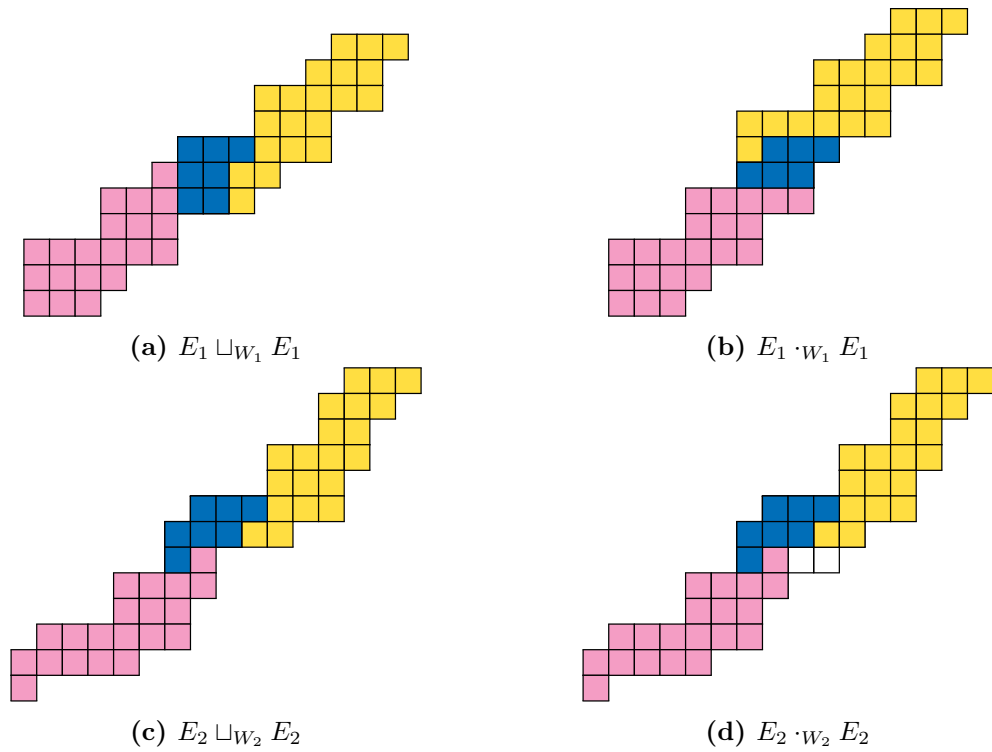 (a) E₁ ⊔_{W₁} E₁
(b) E₁ ·_{W₁} E₁
(c) E₂ ⊔_{W₂} E₂
(d) E₂ ·_{W₂} E₂